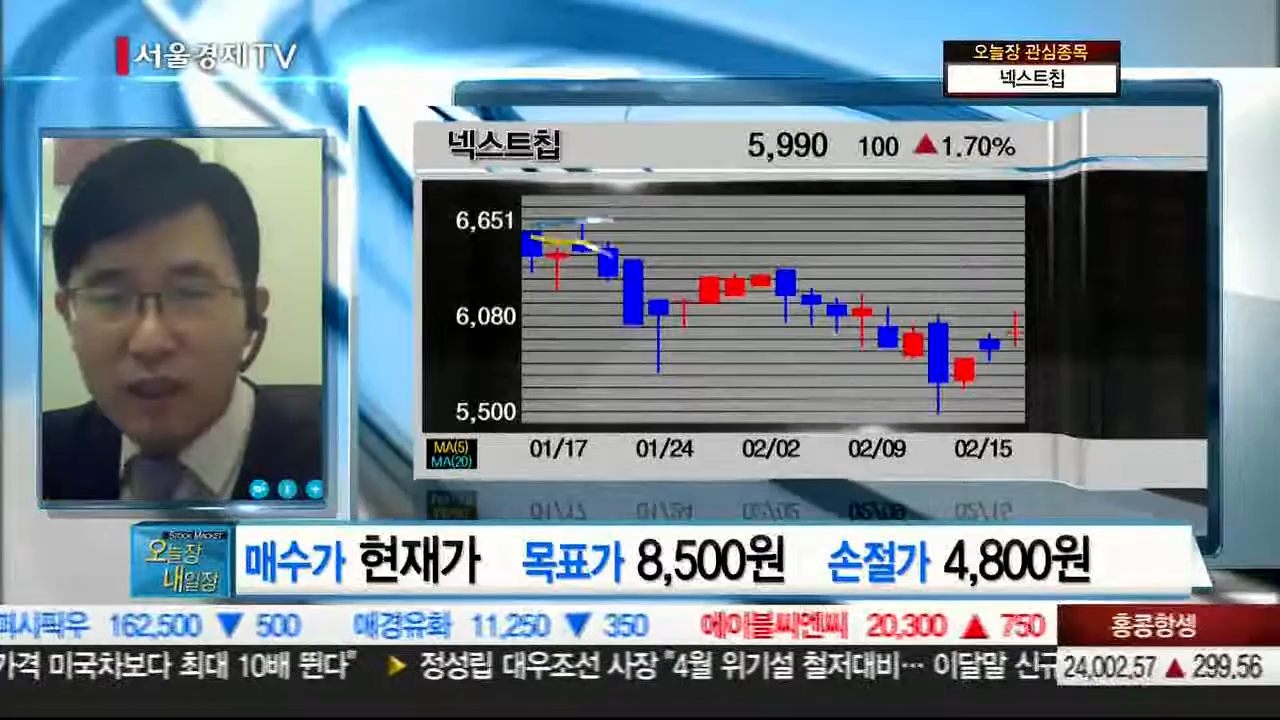 서울경제TV
오늘장 관심종목
넥스트칩
넥스트칩 5,990 100 ▲1.70%
6,651
6,080
5,500
MA(5)
MA(20)
01/17 01/24 02/02 02/09 02/15
STOCK MARKET
오늘장
내일장
매수가 현재가 목표가 8,500원 손절가 4,800원
162,500 ▼ 500 애경유화 11,250 ▼ 350 에이블씨엔씨 20,300 ▲ 750
홍콩항셍
가격 미국차보다 최대 10배 뛴다" ▶ 정성립 대우조선 사장 "4월 위기설 철저대비… 이달말 신규
24,002.57 ▲ 299.56